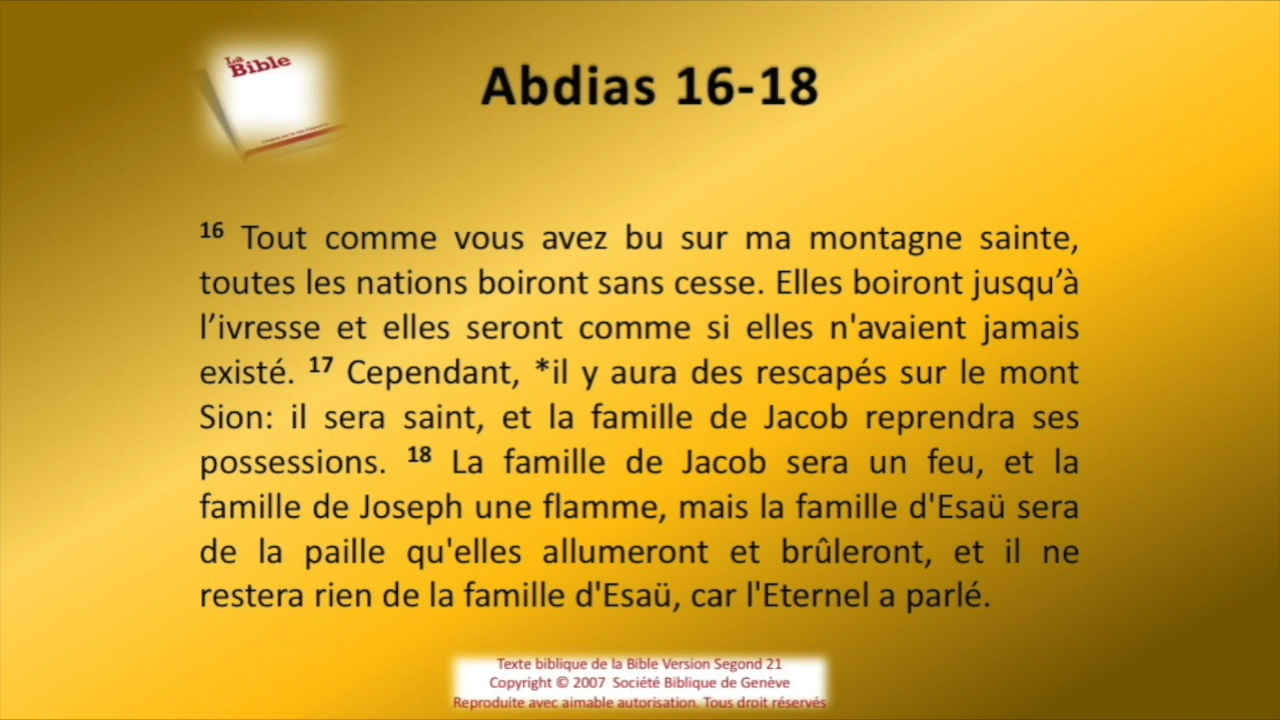 La
Bible
Abdias 16-18
16 Tout comme vous avez bu sur ma montagne sainte,
toutes les nations boiront sans cesse. Elles boiront jusqu’à
l’ivresse et elles seront comme si elles n'avaient jamais
existé. 17 Cependant, *il y aura des rescapés sur le mont
Sion: il sera saint, et la famille de Jacob reprendra ses
possessions. 18 La famille de Jacob sera un feu, et la
famille de Joseph une flamme, mais la famille d'Esaü sera
de la paille qu'elles allumeront et brûleront, et il ne
restera rien de la famille d'Esaü, car l'Eternel a parlé.
Texte biblique de la Bible Version Segond 21
Copyright © 2007 Société Biblique de Genève
Reproduite avec aimable autorisation. Tous droit réservés